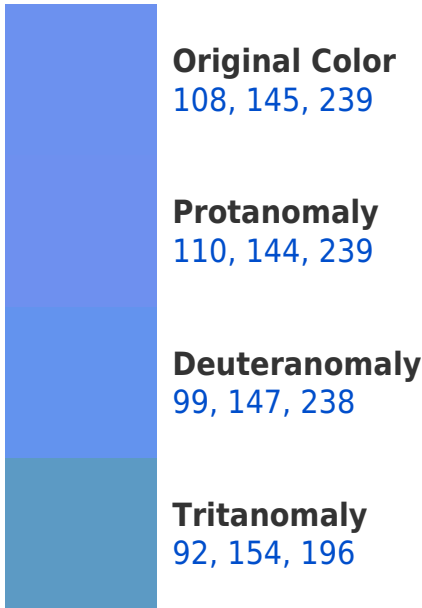 Original Color
108, 145, 239
Protanomaly
110, 144, 239
Deuteranomaly
99, 147, 238
Tritanomaly
92, 154, 196